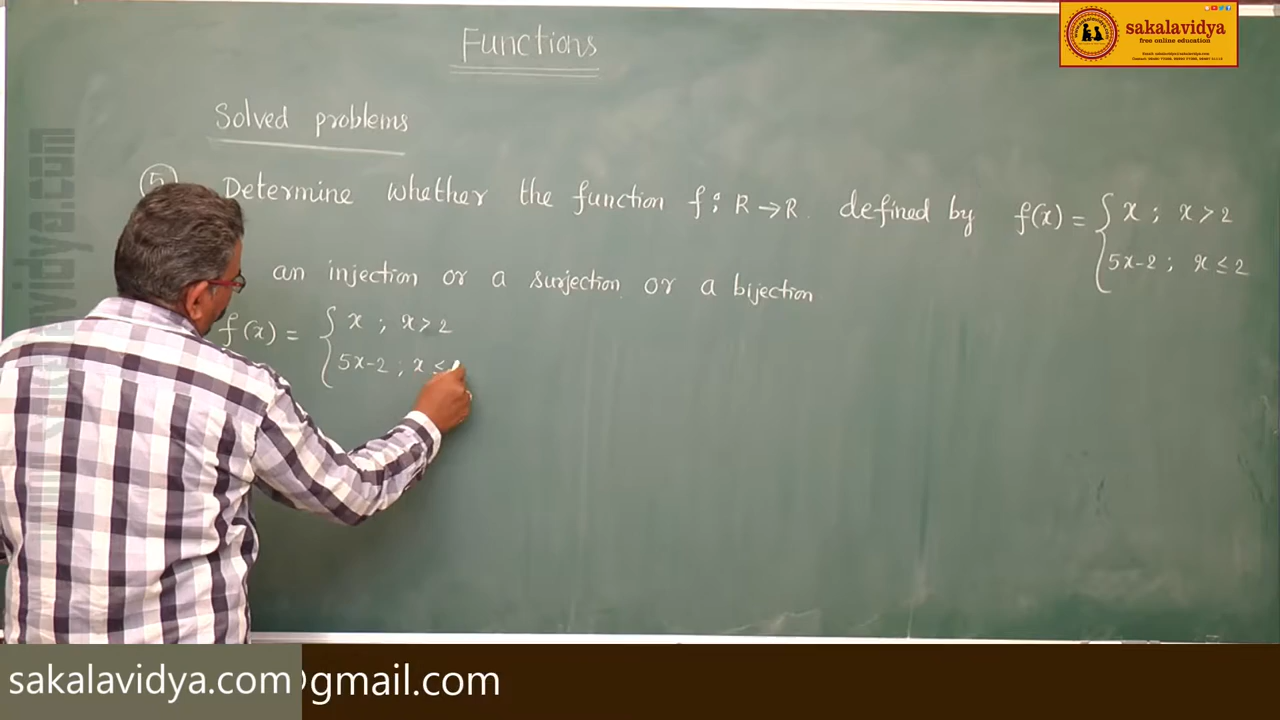 Functions
sakalavidya
free online education
Solved problems
5 Determine whether the function f: R → R defined by f(x) = { x ; x > 2
5x-2 ; x ≤ 2
an injection or a surjection or a bijection
f(x) = { x ; x > 2
5x-2 ; x ≤
sakalavidya.com
@gmail.com